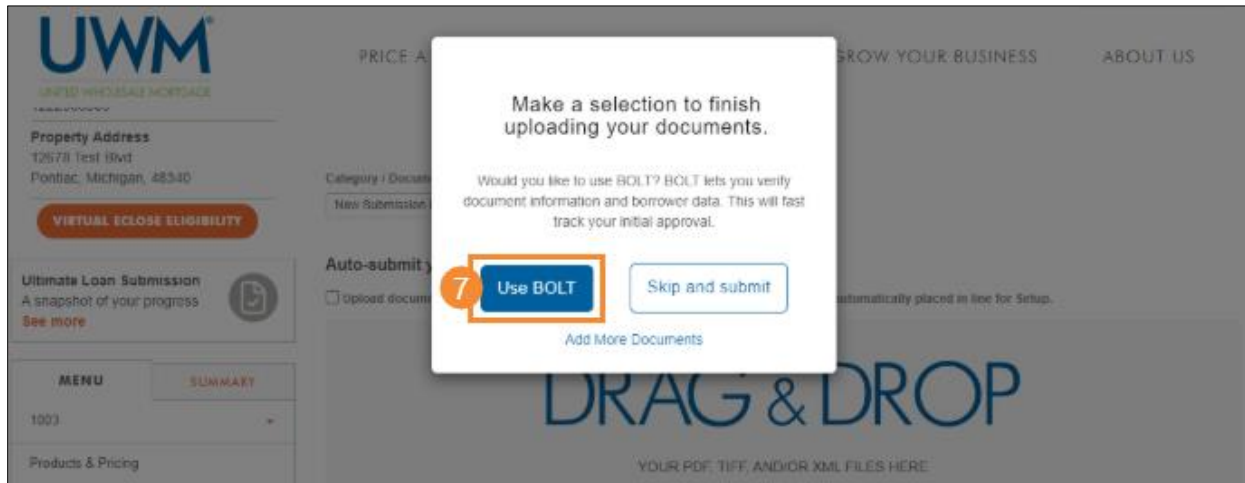 UWM
UNITED WHOLESALE MORTGAGE
PRICE A
GROW YOUR BUSINESS
ABOUT US
Property Address
12678 Test Blvd
Pontiac, Michigan, 48340
VIRTUAL ECLOSE ELIGIBILITY
Ultimate Loan Submission
A snapshot of your progress
See more
MENU
SUMMARY
1003
Products & Pricing
Category / Docum
New Submission
Auto-submit y
Upload docum
automatically placed in line for Setup.
Make a selection to finish
uploading your documents.
Would you like to use BOLT? BOLT lets you verify
document information and borrower data. This will fast
track your initial approval.
7
Use BOLT
Skip and submit
Add More Documents
DRAG & DROP
YOUR PDF, TIFF, AND/OR XML FILES HERE